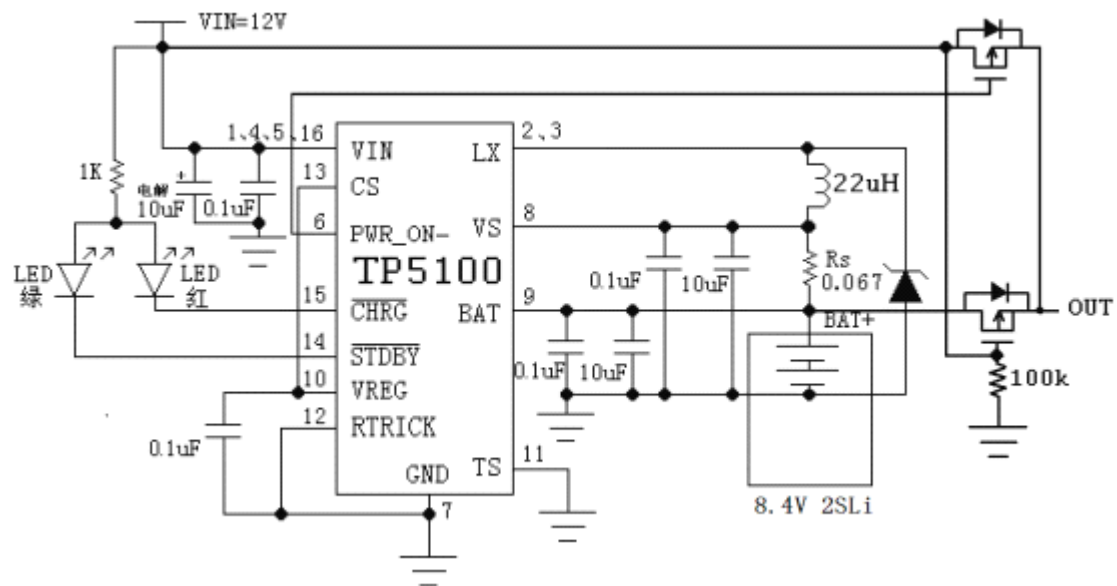 VIN=12V
1、4、5、16
2、3
VIN
LX
1K
电解
10uF
0.1uF
13
CS
22uH
6
PWR_ON-
8
VS
TP5100
Rs
0.067
LED
绿
LED
红
15
CHRG
0.1uF
10uF
9
BAT
BAT+
OUT
14
STDBY
0.1uF
10uF
100k
10
VREG
12
RTRICK
0.1uF
11
TS
GND
7
8.4V 2SLi